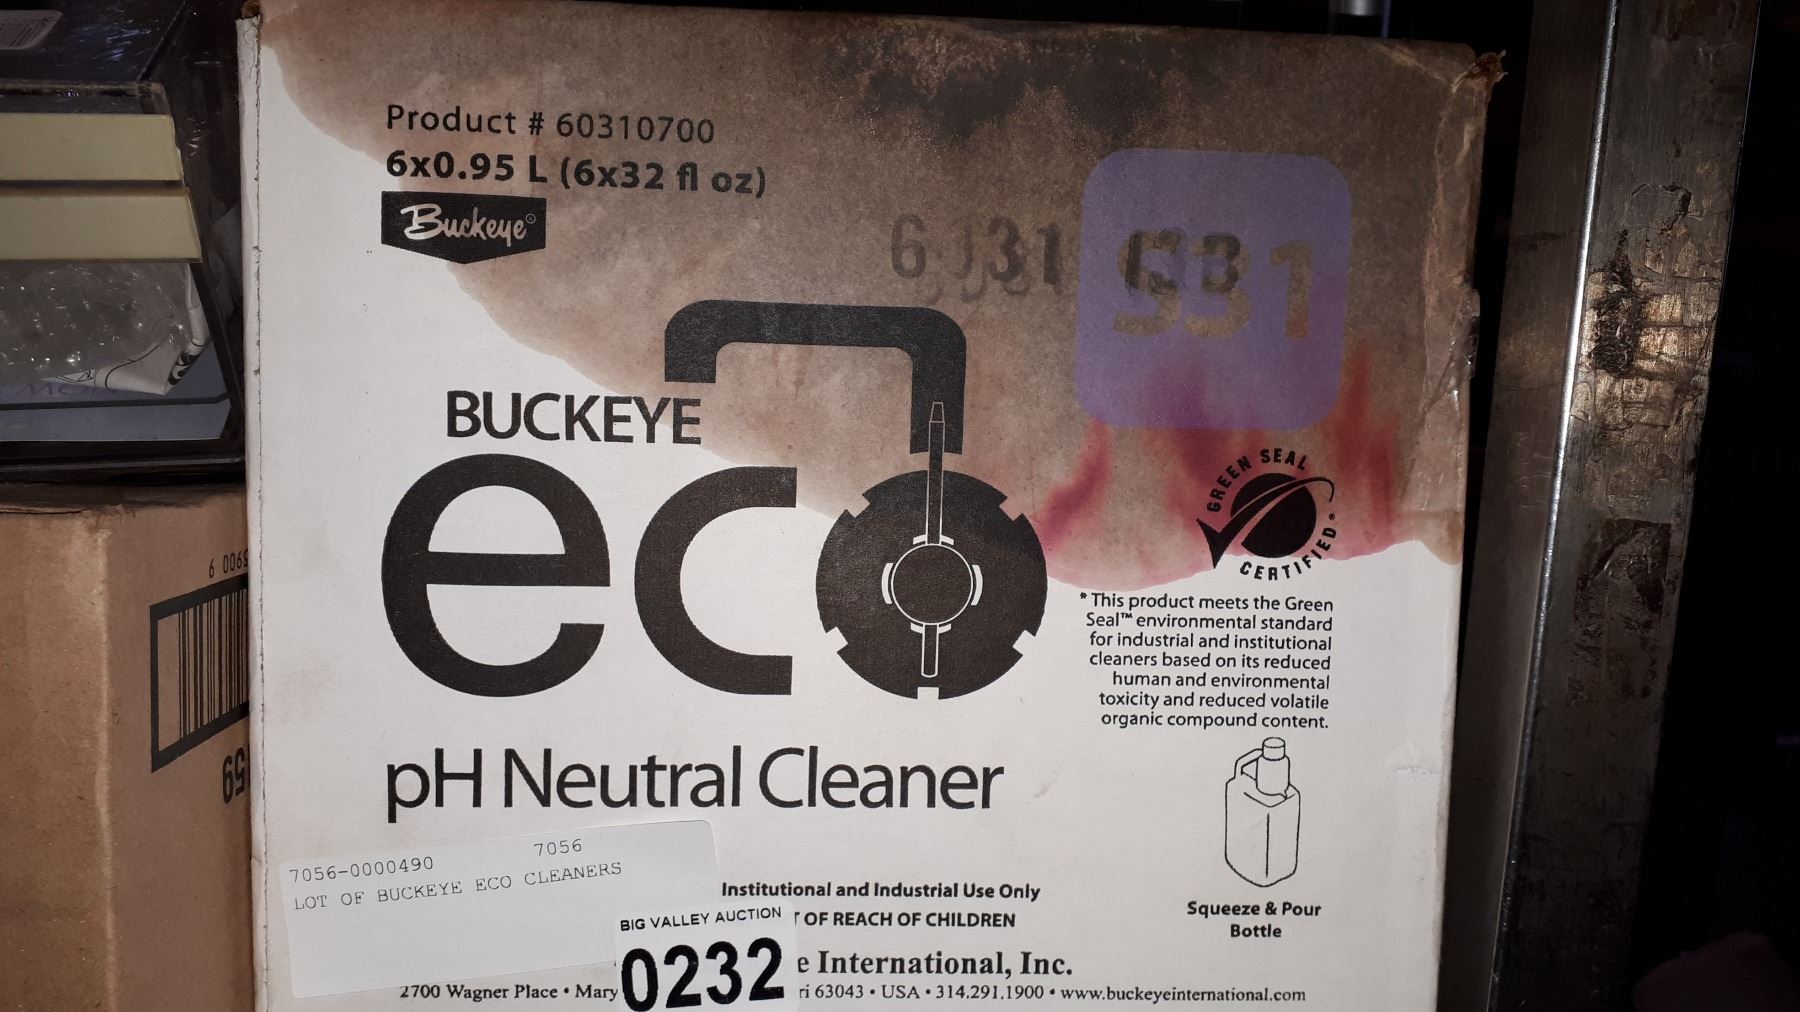 Product # 60310700
6x0.95 L (6x32 fl oz)
Buckeye®
S31
BUCKEYE
eco
GREEN SEAL
CERTIFIED®
* This product meets the Green
Seal™ environmental standard
for industrial and institutional
cleaners based on its reduced
human and environmental
toxicity and reduced volatile
organic compound content.
pH Neutral Cleaner
7056-0000490 7056
LOT OF BUCKEYE ECO CLEANERS
Institutional and Industrial Use Only
OF REACH OF CHILDREN
BIG VALLEY AUCTION
0232
e International, Inc.
2700 Wagner Place • Mary
ri 63043 • USA • 314.291.1900 • www.buckeyeinternational.com
Squeeze & Pour
Bottle
59